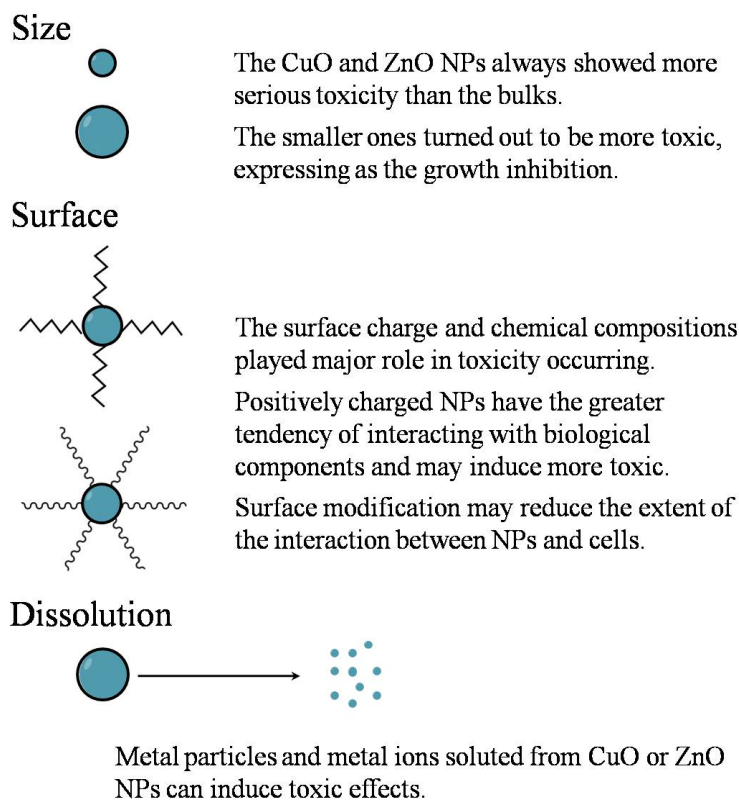 Size
The CuO and ZnO NPs always showed more
serious toxicity than the bulks.
The smaller ones turned out to be more toxic,
expressing as the growth inhibition.
Surface
The surface charge and chemical compositions
played major role in toxicity occurring.
Positively charged NPs have the greater
tendency of interacting with biological
components and may induce more toxic.
Surface modification may reduce the extent of
the interaction between NPs and cells.
Dissolution
Metal particles and metal ions soluted from CuO or ZnO
NPs can induce toxic effects.